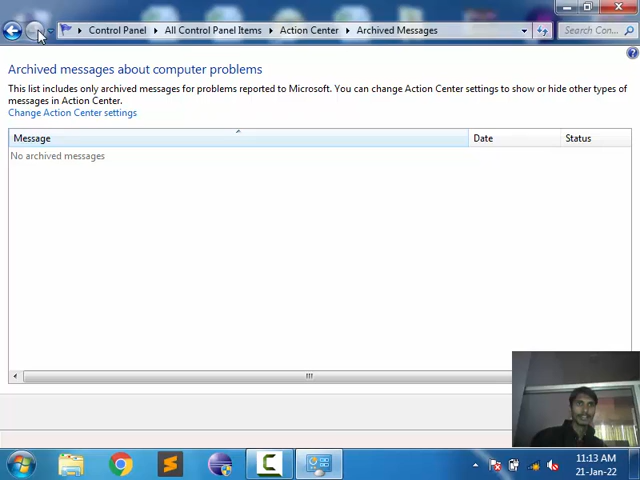 Control Panel
All Control Panel Items
Action Center
Archived Messages
Search Con...
Archived messages about computer problems
This list includes only archived messages for problems reported to Microsoft. You can change Action Center settings to show or hide other types of
messages in Action Center.
Change Action Center settings
Message
Date
Status
No archived messages
11:13 AM
21-Jan-22